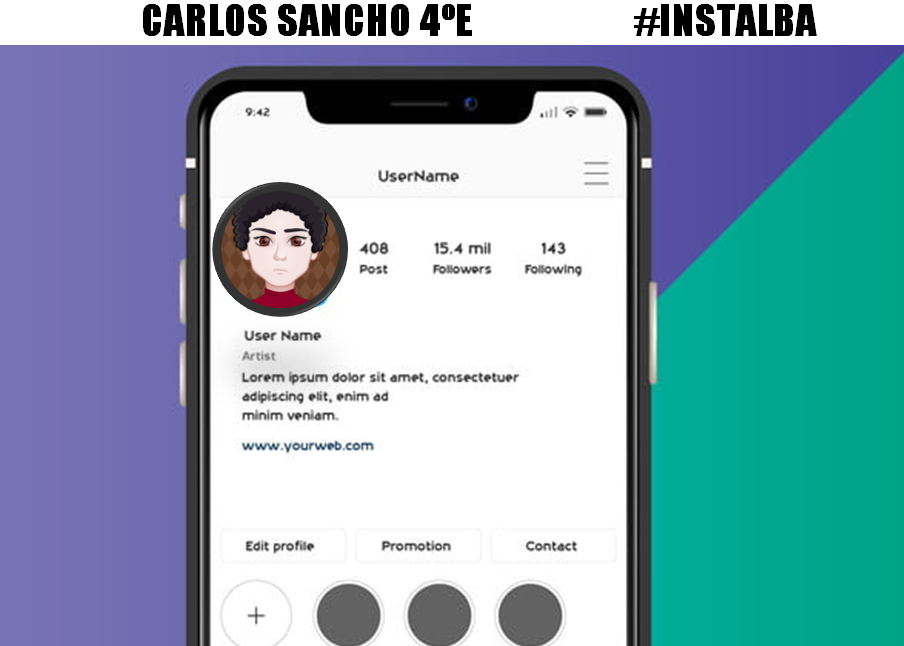 CARLOS SANCHO 4ºE #INSTALBA
9:42
UserName
408 15.4 mil 143
Post Followers Following
User Name
Artist
Lorem ipsum dolor sit amet, consectetuer
adipiscing elit, enim ad
minim veniam.
www.yourweb.com
Edit profile Promotion Contact